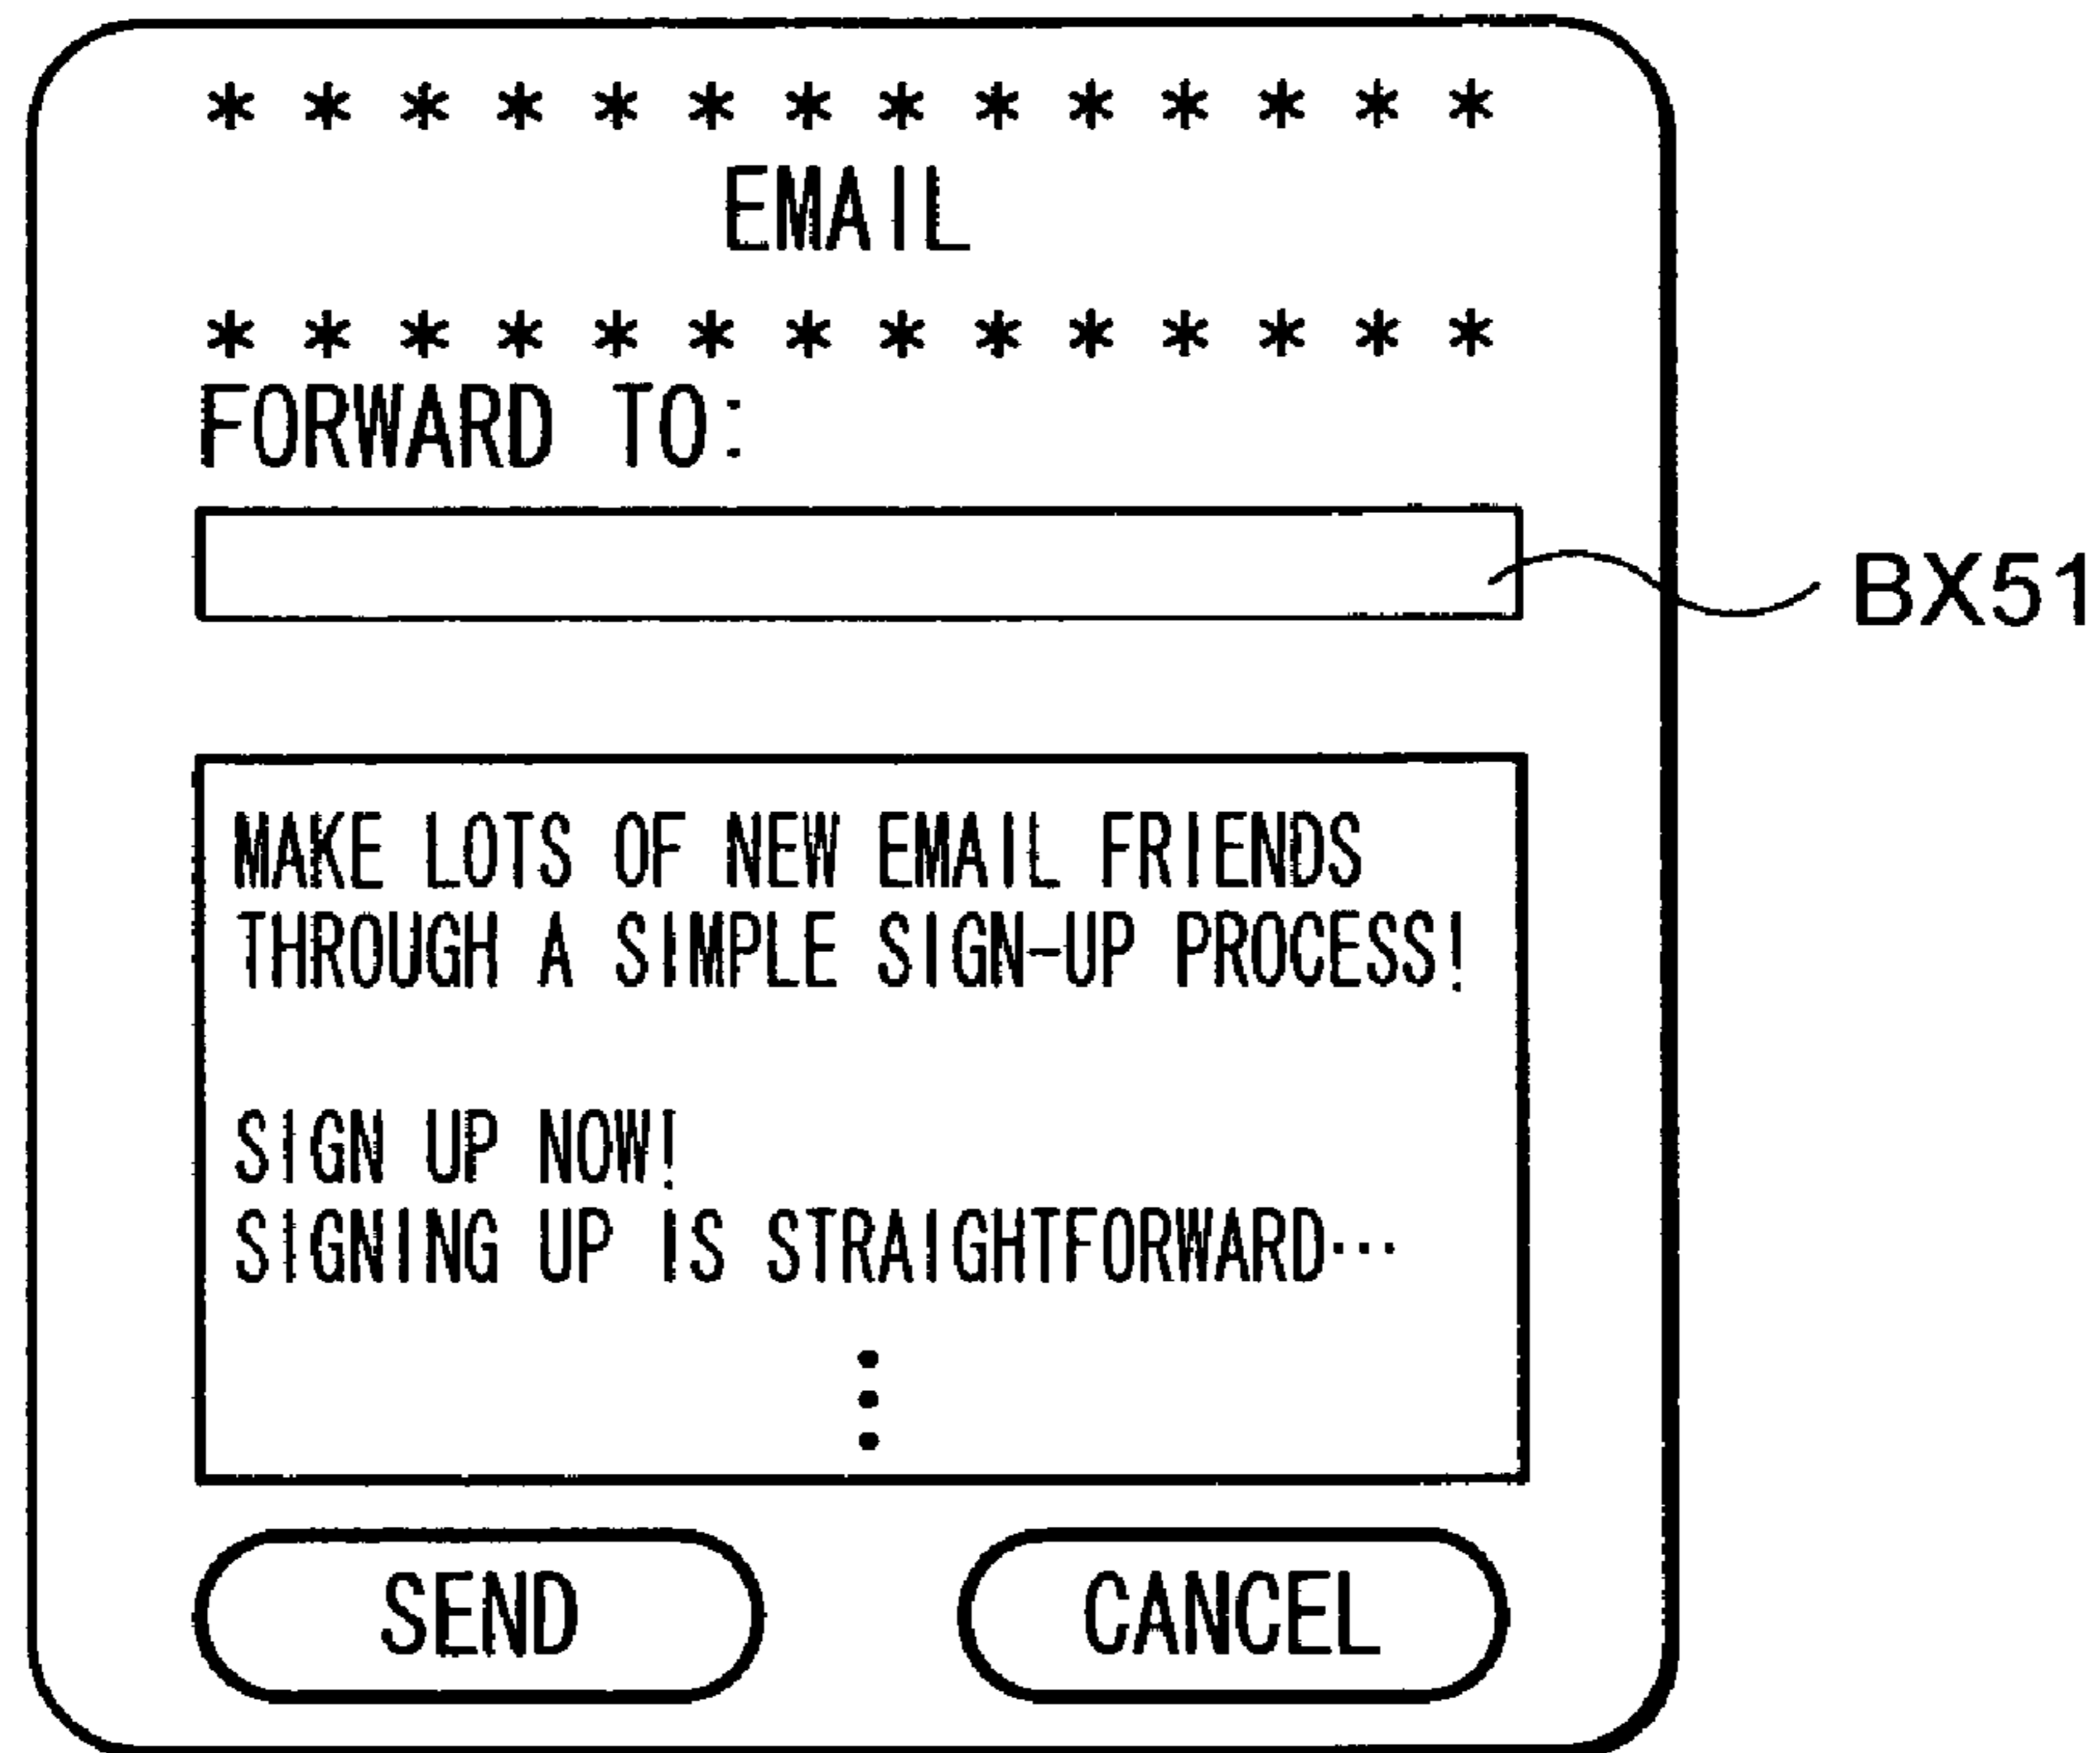 * * * * * * * * * * * * * *
EMAIL
* * * * * * * * * * * * * *
FORWARD TO:
BX51
MAKE LOTS OF NEW EMAIL FRIENDS
THROUGH A SIMPLE SIGN-UP PROCESS!
SIGN UP NOW!
SIGNING UP IS STRAIGHTFORWARD···
SEND
CANCEL